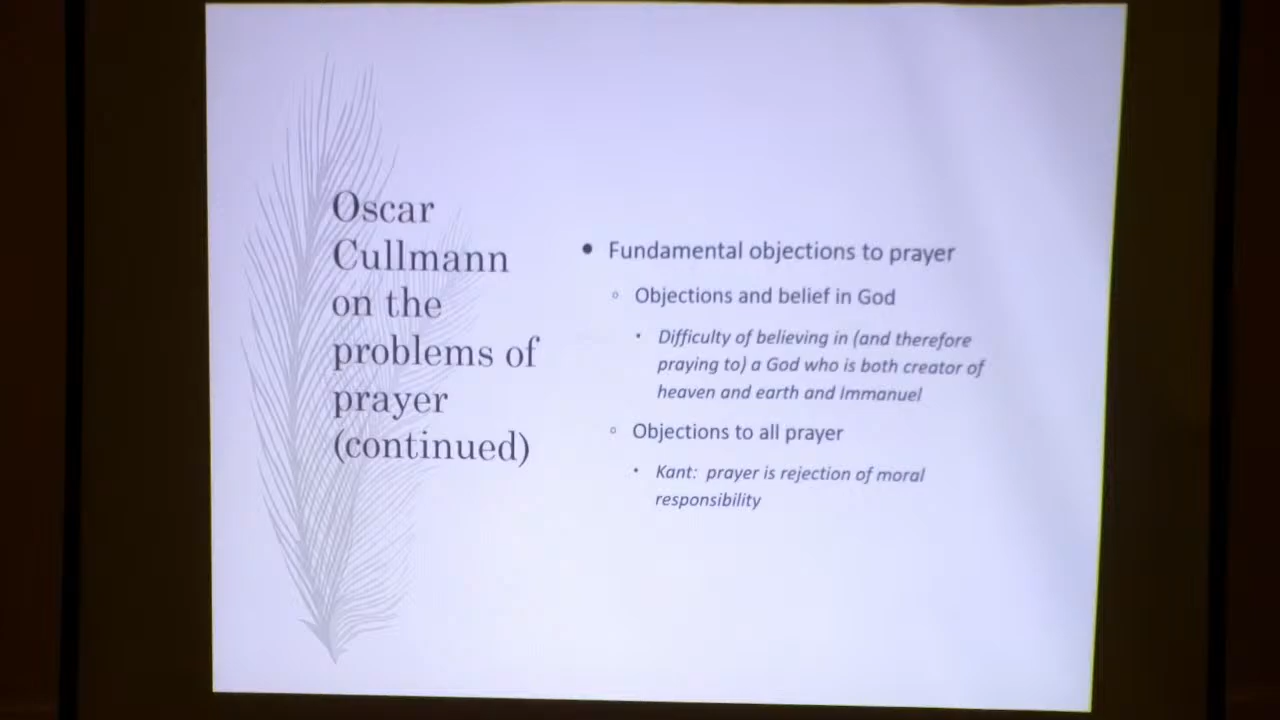 Oscar
Cullmann
on the
problems of
prayer
(continued)
• Fundamental objections to prayer
◦ Objections and belief in God
▪ Difficulty of believing in (and therefore
praying to) a God who is both creator of
heaven and earth and Immanuel
◦ Objections to all prayer
▪ Kant: prayer is rejection of moral
responsibility